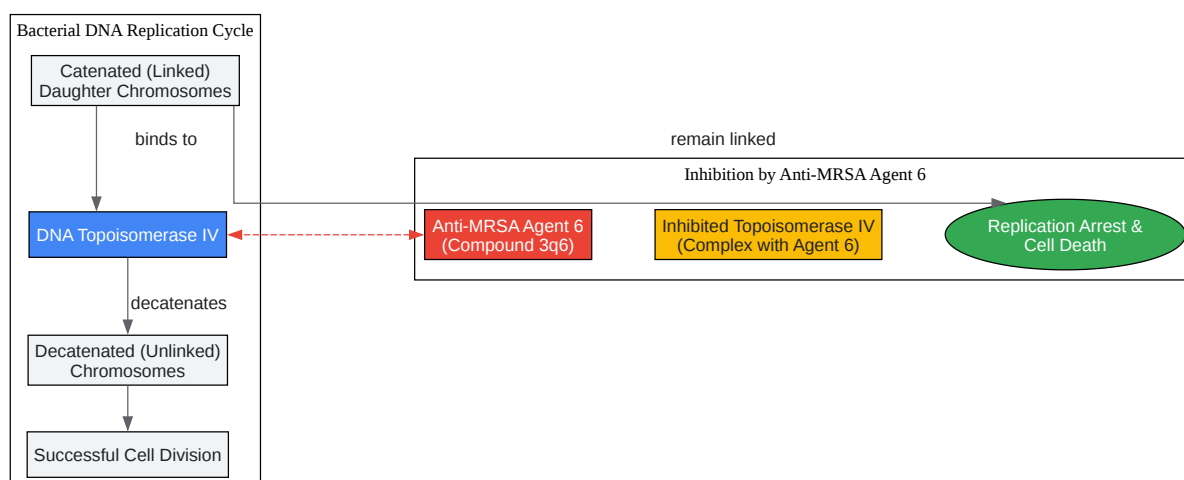 Bacterial DNA Replication Cycle
Catenated (Linked)
Daughter Chromosomes
binds to
remain linked
Inhibition by Anti-MRSA Agent 6
DNA Topoisomerase IV
Anti-MRSA Agent 6
(Compound 3q6)
Inhibited Topoisomerase IV
(Complex with Agent 6)
Replication Arrest &
Cell Death
decatenates
Decatenated (Unlinked)
Chromosomes
Successful Cell Division